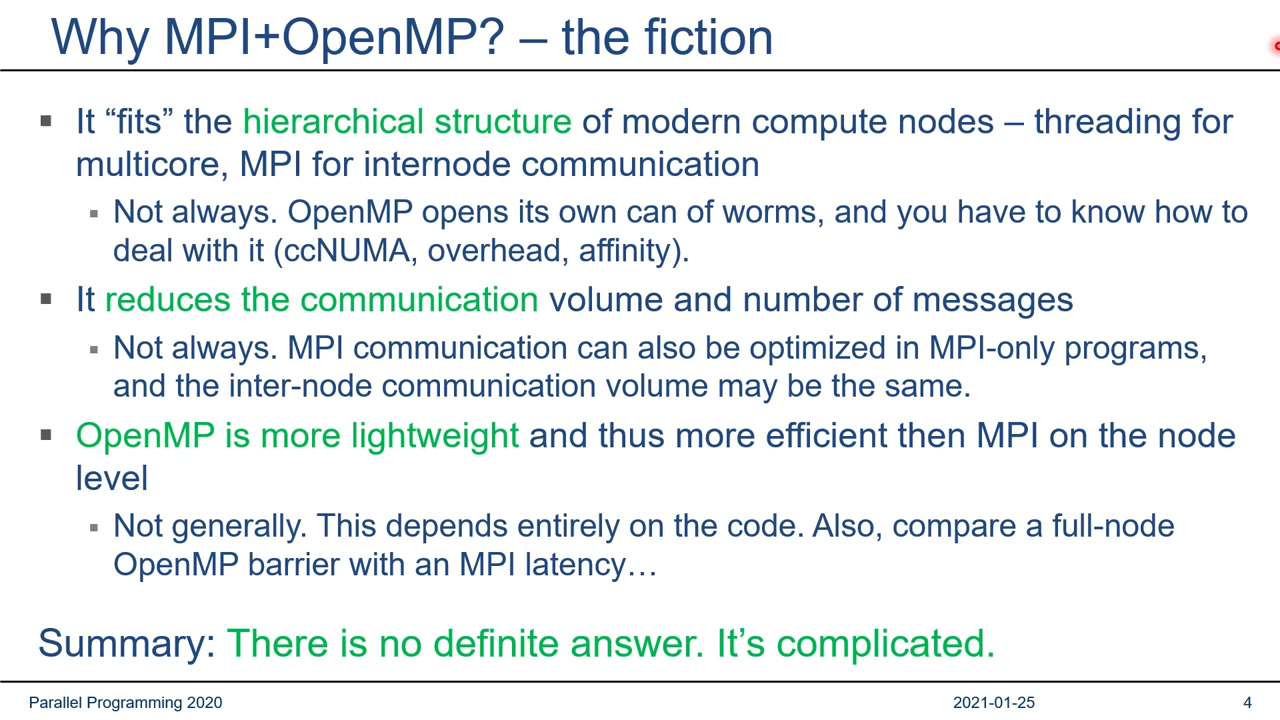 Why MPI+OpenMP? – the fiction
▪ It “fits” the hierarchical structure of modern compute nodes – threading for
multicore, MPI for internode communication
▪ Not always. OpenMP opens its own can of worms, and you have to know how to
deal with it (ccNUMA, overhead, affinity).
▪ It reduces the communication volume and number of messages
▪ Not always. MPI communication can also be optimized in MPI-only programs,
and the inter-node communication volume may be the same.
▪ OpenMP is more lightweight and thus more efficient then MPI on the node
level
▪ Not generally. This depends entirely on the code. Also, compare a full-node
OpenMP barrier with an MPI latency…
Summary: There is no definite answer. It’s complicated.
Parallel Programming 2020 2021-01-25 4